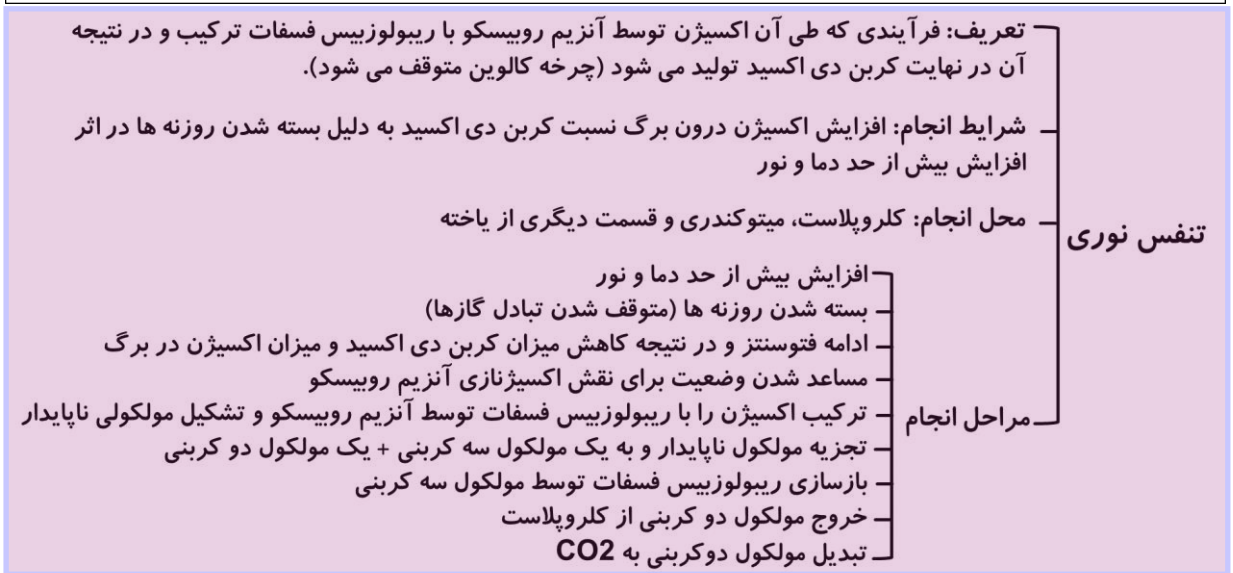 تعریف: فرآیندی که طی آن اکسیژن توسط آنزیم روبیسکو با ریبولوزبیس فسفات ترکیب و در نتیجه
آن در نهایت کربن دی اکسید تولید می شود (چرخه کالوین متوقف می شود).
شرایط انجام: افزایش اکسیژن درون برگ نسبت کربن دی اکسید به دلیل بسته شدن روزنه ها در اثر
افزایش بیش از حد دما و نور
محل انجام: کلروپلاست، میتوکندری و قسمت دیگری از یاخته
تنفس نوری
مراحل انجام
افزایش بیش از حد دما و نور
بسته شدن روزنه ها (متوقف شدن تبادل گازها)
ادامه فتوسنتز و در نتیجه کاهش میزان کربن دی اکسید و میزان اکسیژن در برگ
مساعد شدن وضعیت برای نقش اکسیژنازی آنزیم روبیسکو
ترکیب اکسیژن را با ریبولوزبیس فسفات توسط آنزیم روبیسکو و تشکیل مولکولی ناپایدار
تجزیه مولکول ناپایدار و به یک مولکول سه کربنی + یک مولکول دو کربنی
بازسازی ریبولوزبیس فسفات توسط مولکول سه کربنی
خروج مولکول دو کربنی از کلروپلاست
تبدیل مولکول دوکربنی به CO2